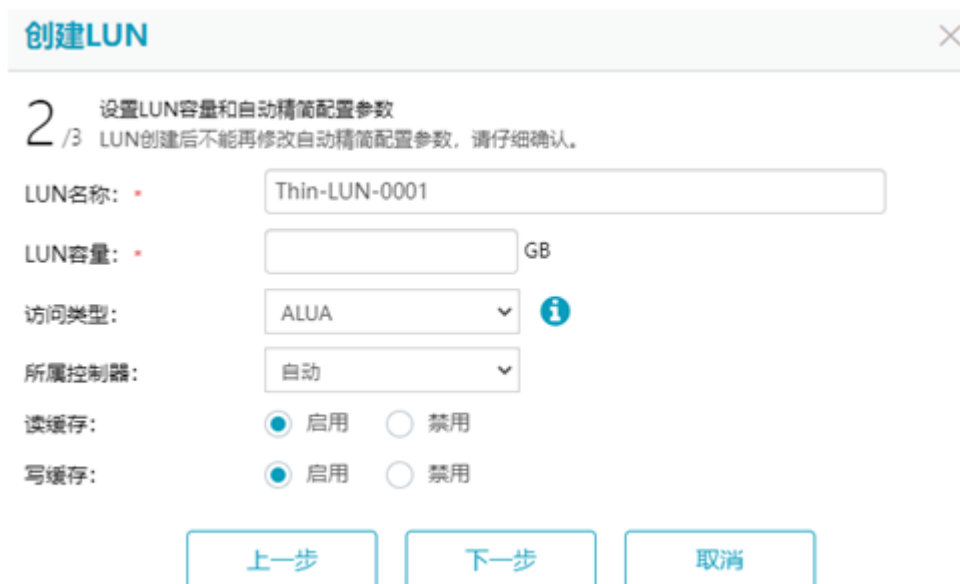 创建LUN
2/3 设置LUN容量和自动精简配置参数
LUN创建后不能再修改自动精简配置参数，请仔细确认。
LUN名称： * Thin-LUN-0001
LUN容量： * GB
访问类型： ALUA
所属控制器： 自动
读缓存： 启用 禁用
写缓存： 启用 禁用
上一步 下一步 取消